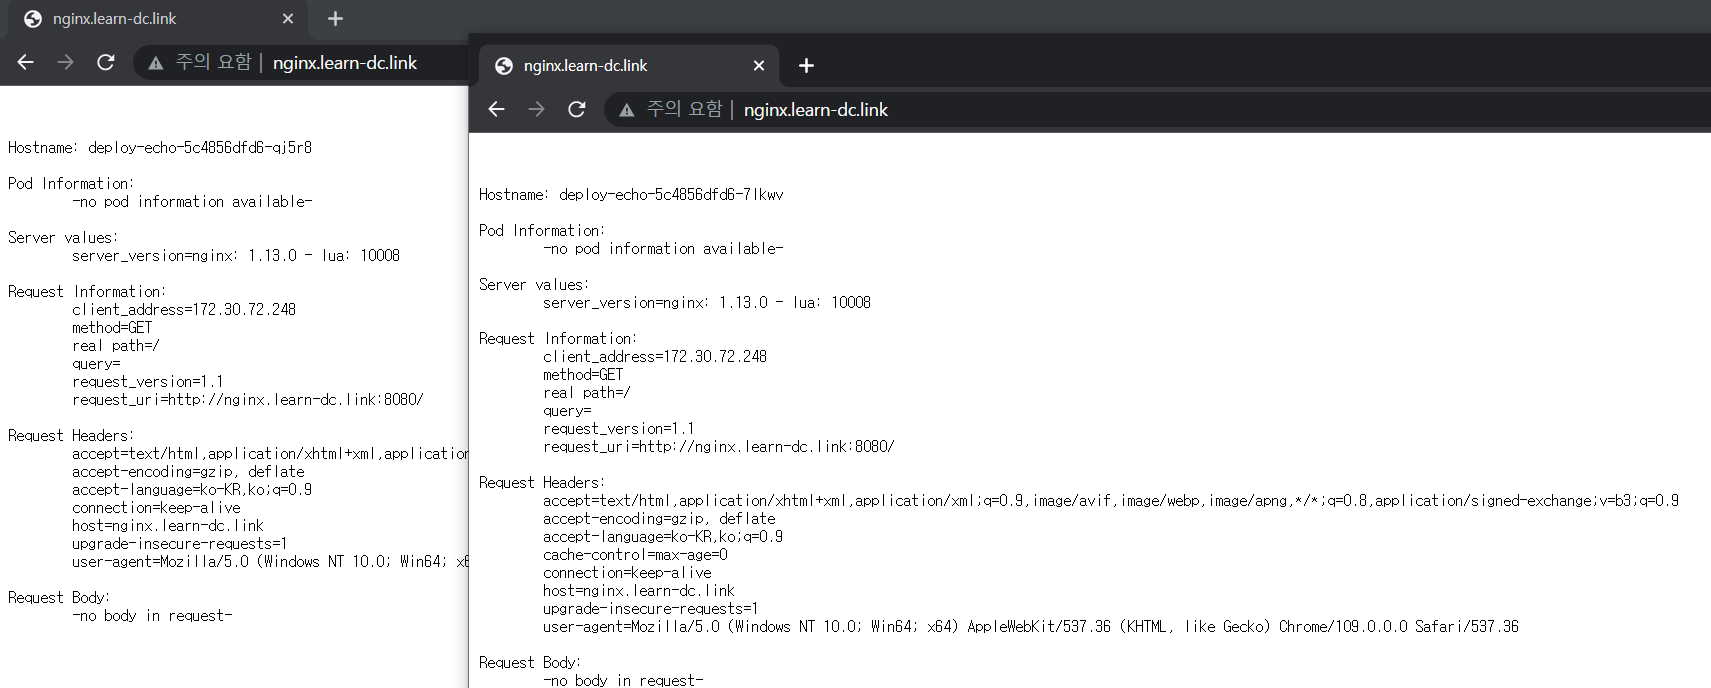 nginx.learn-dc.link
주의 요함 | nginx.learn-dc.link
Hostname: deploy-echo-5c4856dfd6-qj5r8
Pod Information:
-no pod information available-
Server values:
server_version=nginx: 1.13.0 - lua: 10008
Request Information:
client_address=172.30.72.248
method=GET
real path=/
query=
request_version=1.1
request_uri=http://nginx.learn-dc.link:8080/
Request Headers:
accept=text/html,application/xhtml+xml,application
accept-encoding=gzip, deflate
accept-language=ko-KR,ko;q=0.9
connection=keep-alive
host=nginx.learn-dc.link
upgrade-insecure-requests=1
user-agent=Mozilla/5.0 (Windows NT 10.0; Win64; x6
Request Body:
-no body in request-
nginx.learn-dc.link
주의 요함 | nginx.learn-dc.link
Hostname: deploy-echo-5c4856dfd6-7lkwv
Pod Information:
-no pod information available-
Server values:
server_version=nginx: 1.13.0 - lua: 10008
Request Information:
client_address=172.30.72.248
method=GET
real path=/
query=
request_version=1.1
request_uri=http://nginx.learn-dc.link:8080/
Request Headers:
accept=text/html,application/xhtml+xml,application/xml;q=0.9,image/avif,image/webp,image/apng,*/*;q=0.8,application/signed-exchange;v=b3;q=0.9
accept-encoding=gzip, deflate
accept-language=ko-KR,ko;q=0.9
cache-control=max-age=0
connection=keep-alive
host=nginx.learn-dc.link
upgrade-insecure-requests=1
user-agent=Mozilla/5.0 (Windows NT 10.0; Win64; x64) AppleWebKit/537.36 (KHTML, like Gecko) Chrome/109.0.0.0 Safari/537.36
Request Body:
-no body in request-